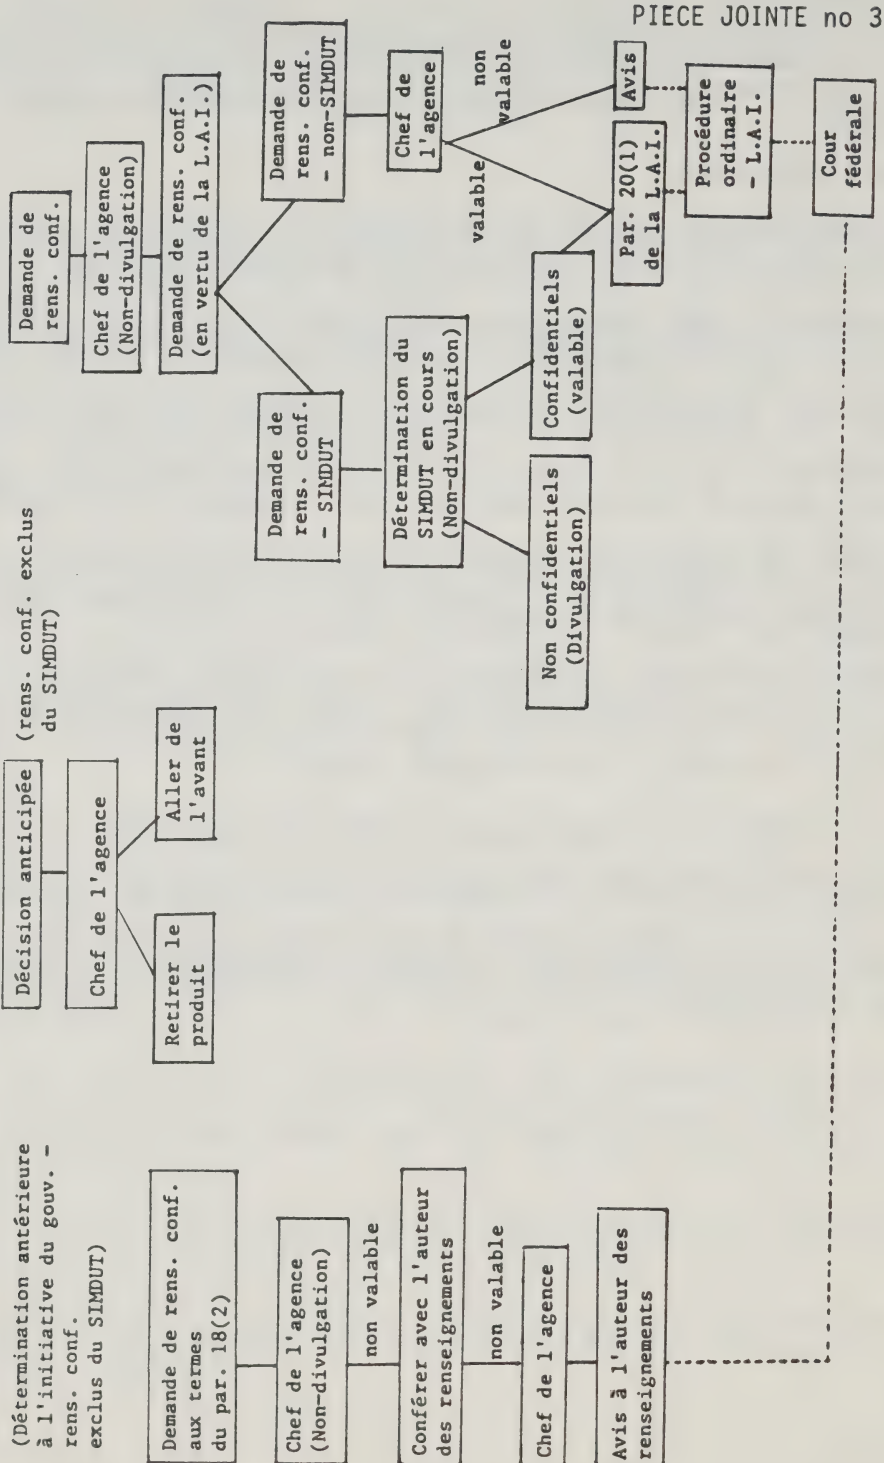 PIECE JOINTE no 3
(Détermination antérieure
à l'initiative du gouv. -
rens. conf.
exclus du SIMDUT)
Demande de rens. conf.
aux termes
du par. 18(2)
Chef de l'agence
(Non-divulgation)
non valable
Conférer avec l'auteur
des renseignements
non valable
Chef de l'agence
Avis à l'auteur des
renseignements
Décision anticipée
(rens. conf. exclus
du SIMDUT)
Chef de l'agence
Retirer le
produit
Aller de
l'avant
Demande de
rens. conf.
Chef de l'agence
(Non-divulgation)
Demande de rens. conf.
(en vertu de la L.A.I.)
Demande de
rens. conf.
- SIMDUT
Demande de
rens. conf.
- non-SIMDUT
Détermination du
SIMDUT en cours
(Non-divulgation)
Chef de
l'agence
valable
non
valable
Non confidentiels
(Divulgation)
Confidentiels
(valable)
Par. 20(1)
de la L.A.I.
Avis
Procédure
ordinaire
- L.A.I.
Cour
fédérale